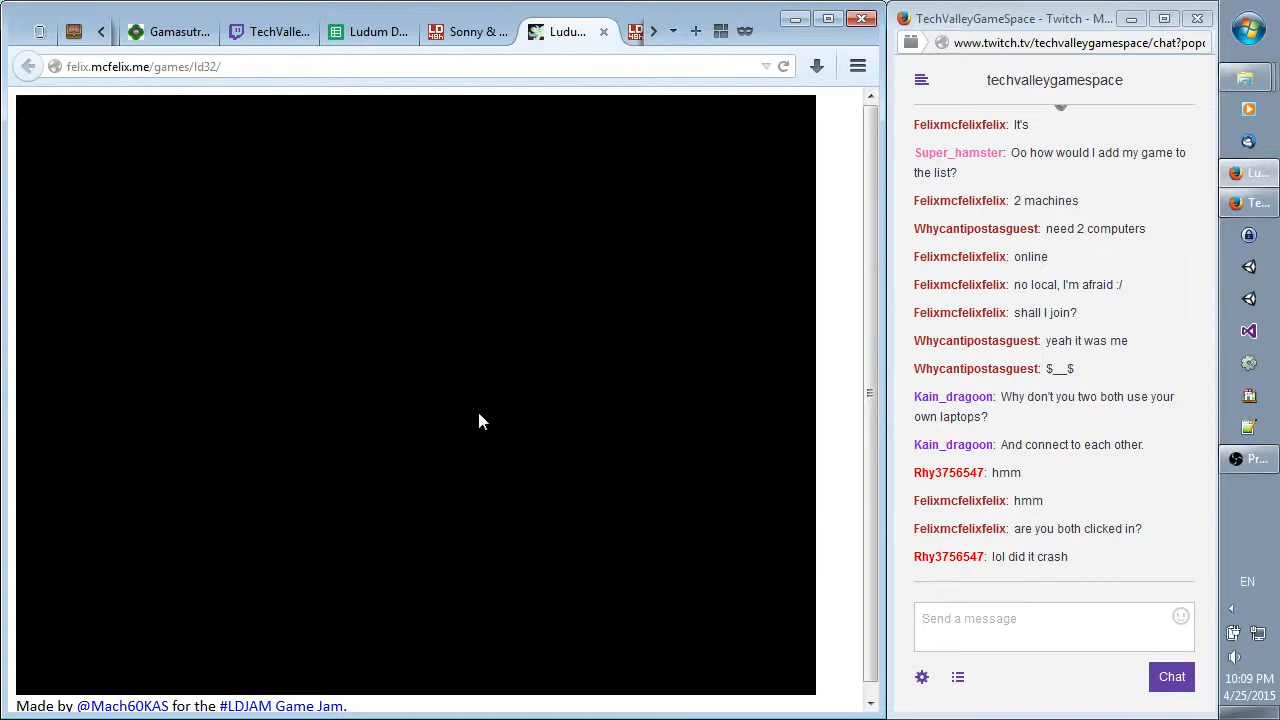 Gamasut...
TechValle...
Ludum D...
Sonny & ...
Ludu...
felix.mcfelix.me/games/ld32/
Made by @Mach60KAS for the #LDJAM Game Jam.
TechValleyGameSpace - Twitch - M...
www.twitch.tv/techvalleygamespace/chat?popo
techvalleygamespace
Felixmcfelixfelix: It's
Super_hamster: Oo how would I add my game to
the list?
Felixmcfelixfelix: 2 machines
Whycantipostasguest: need 2 computers
Felixmcfelixfelix: online
Felixmcfelixfelix: no local, I'm afraid :/
Felixmcfelixfelix: shall I join?
Whycantipostasguest: yeah it was me
Whycantipostasguest: $__$
Kain_dragoon: Why don't you two both use your
own laptops?
Kain_dragoon: And connect to each other.
Rhy3756547: hmm
Felixmcfelixfelix: hmm
Felixmcfelixfelix: are you both clicked in?
Rhy3756547: lol did it crash
Send a message
Chat
Lu...
Te...
Pr...
EN
10:09 PM
4/25/2015